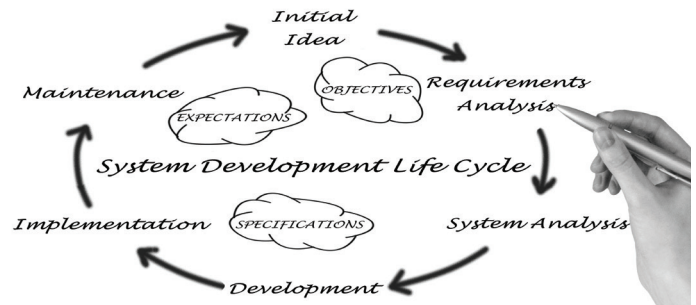 Initial
Idea
Maintenance
OBJECTIVES
Requirements
Analysis
EXPECTATIONS
System Development Life Cycle
Implementation
SPECIFICATIONS
System Analysis
Development